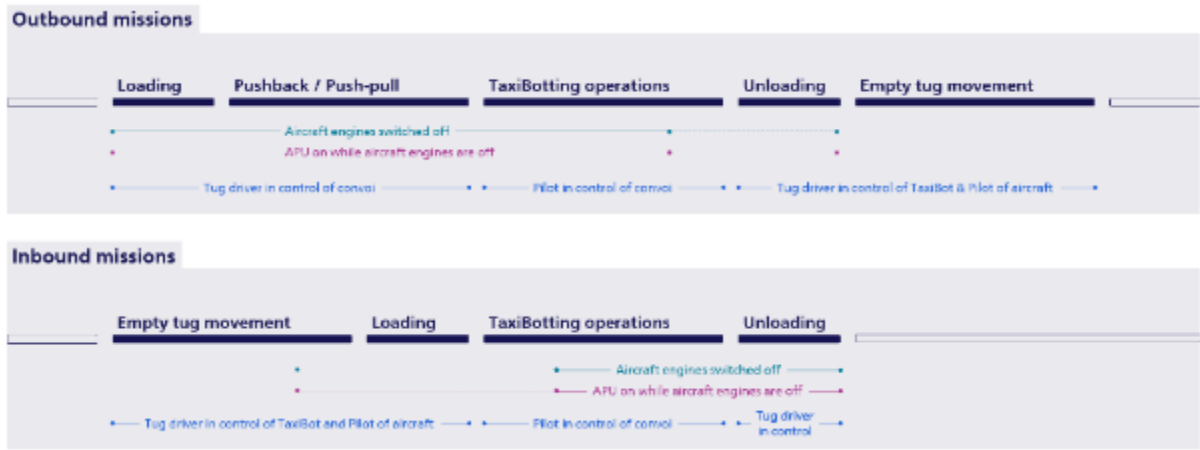 Outbound missions
Loading
Pushback / Push-pull
TaxiBotting operations
Unloading
Empty tug movement
Aircraft engines switched off
APU on while aircraft engines are off
Tug driver in control of convoi
Pilot in control of convoi
Tug driver in control of TaxiBot & Pilot of aircraft
Inbound missions
Empty tug movement
Loading
TaxiBotting operations
Unloading
Aircraft engines switched off
APU on while aircraft engines are off
Tug driver in control of TaxiBot and Pilot of aircraft
Pilot in control of convoi
Tug driver
in control